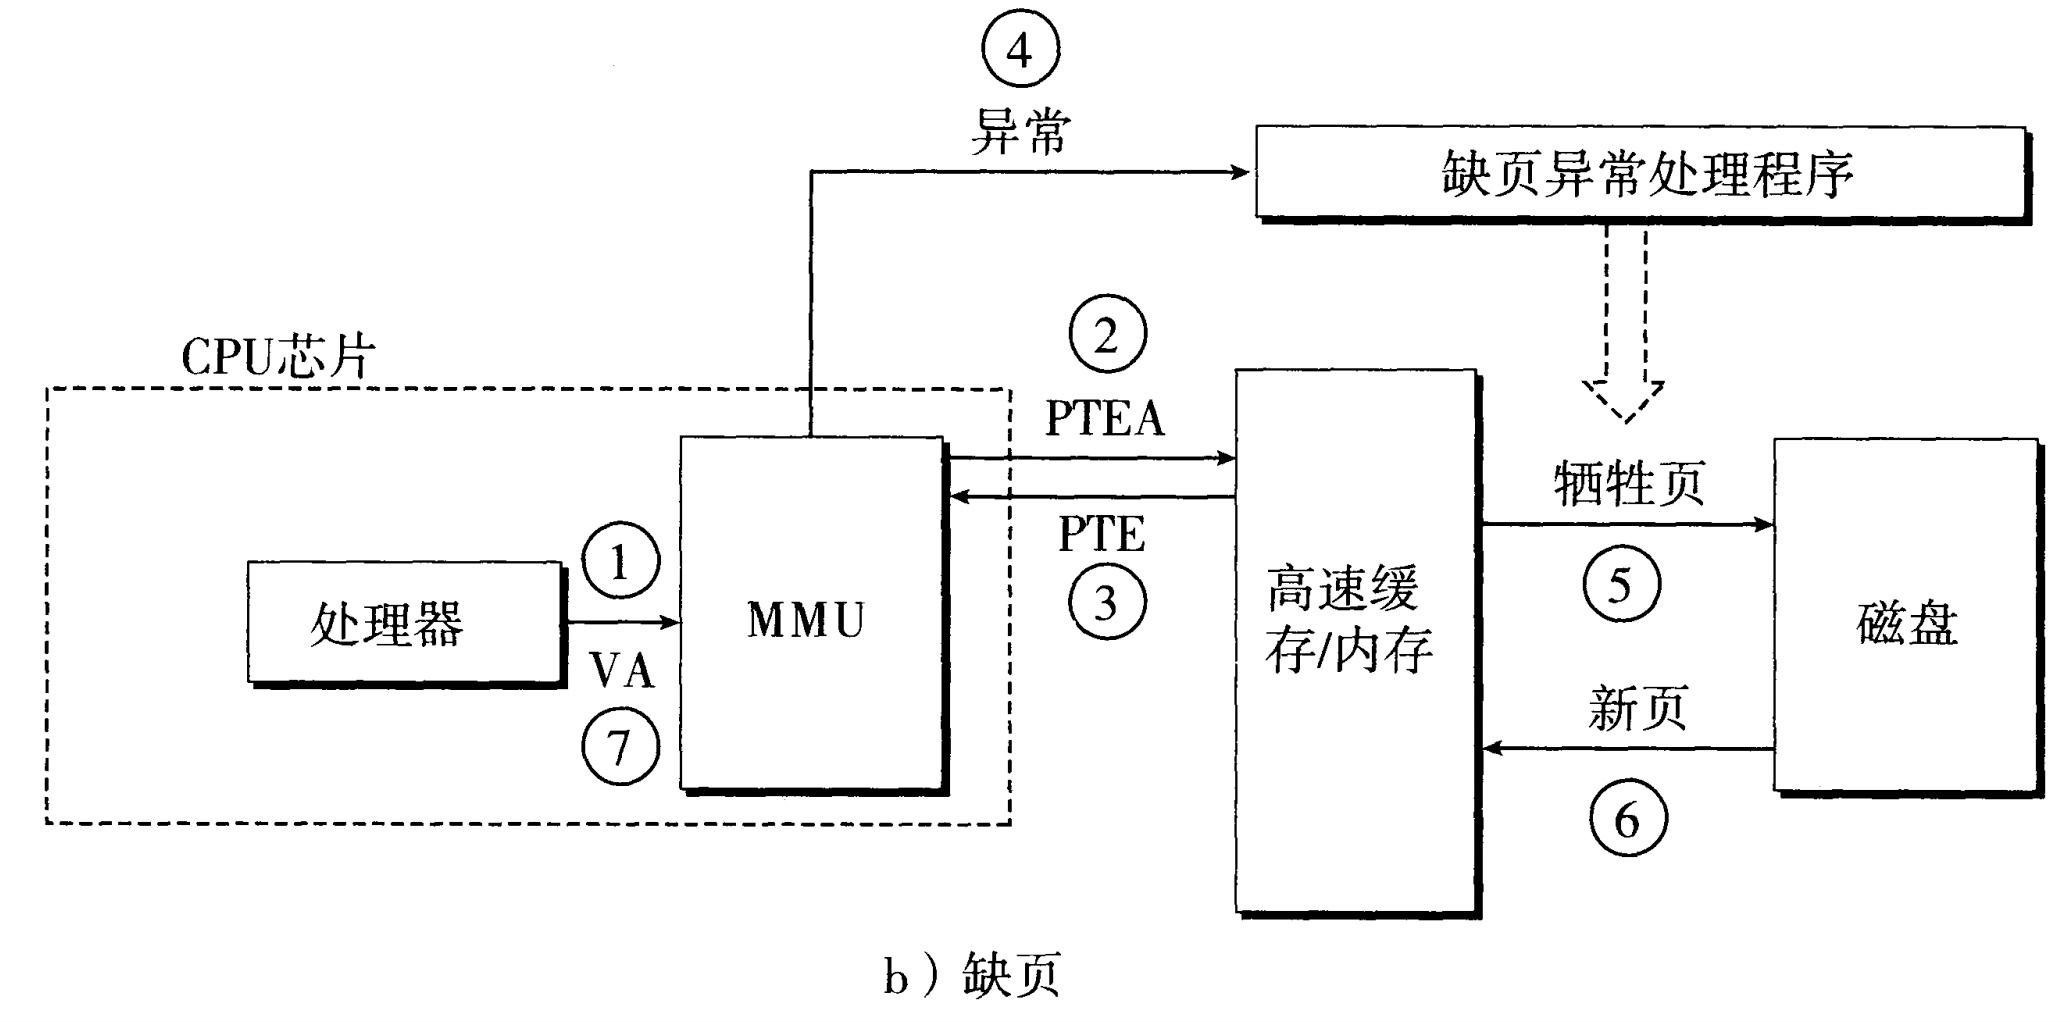 ④
异常
缺页异常处理程序
②
CPU芯片
PTEA
牺牲页
PTE
①
③
⑤
处理器
MMU
高速缓
存/内存
磁盘
VA
新页
⑦
⑥
b）缺页